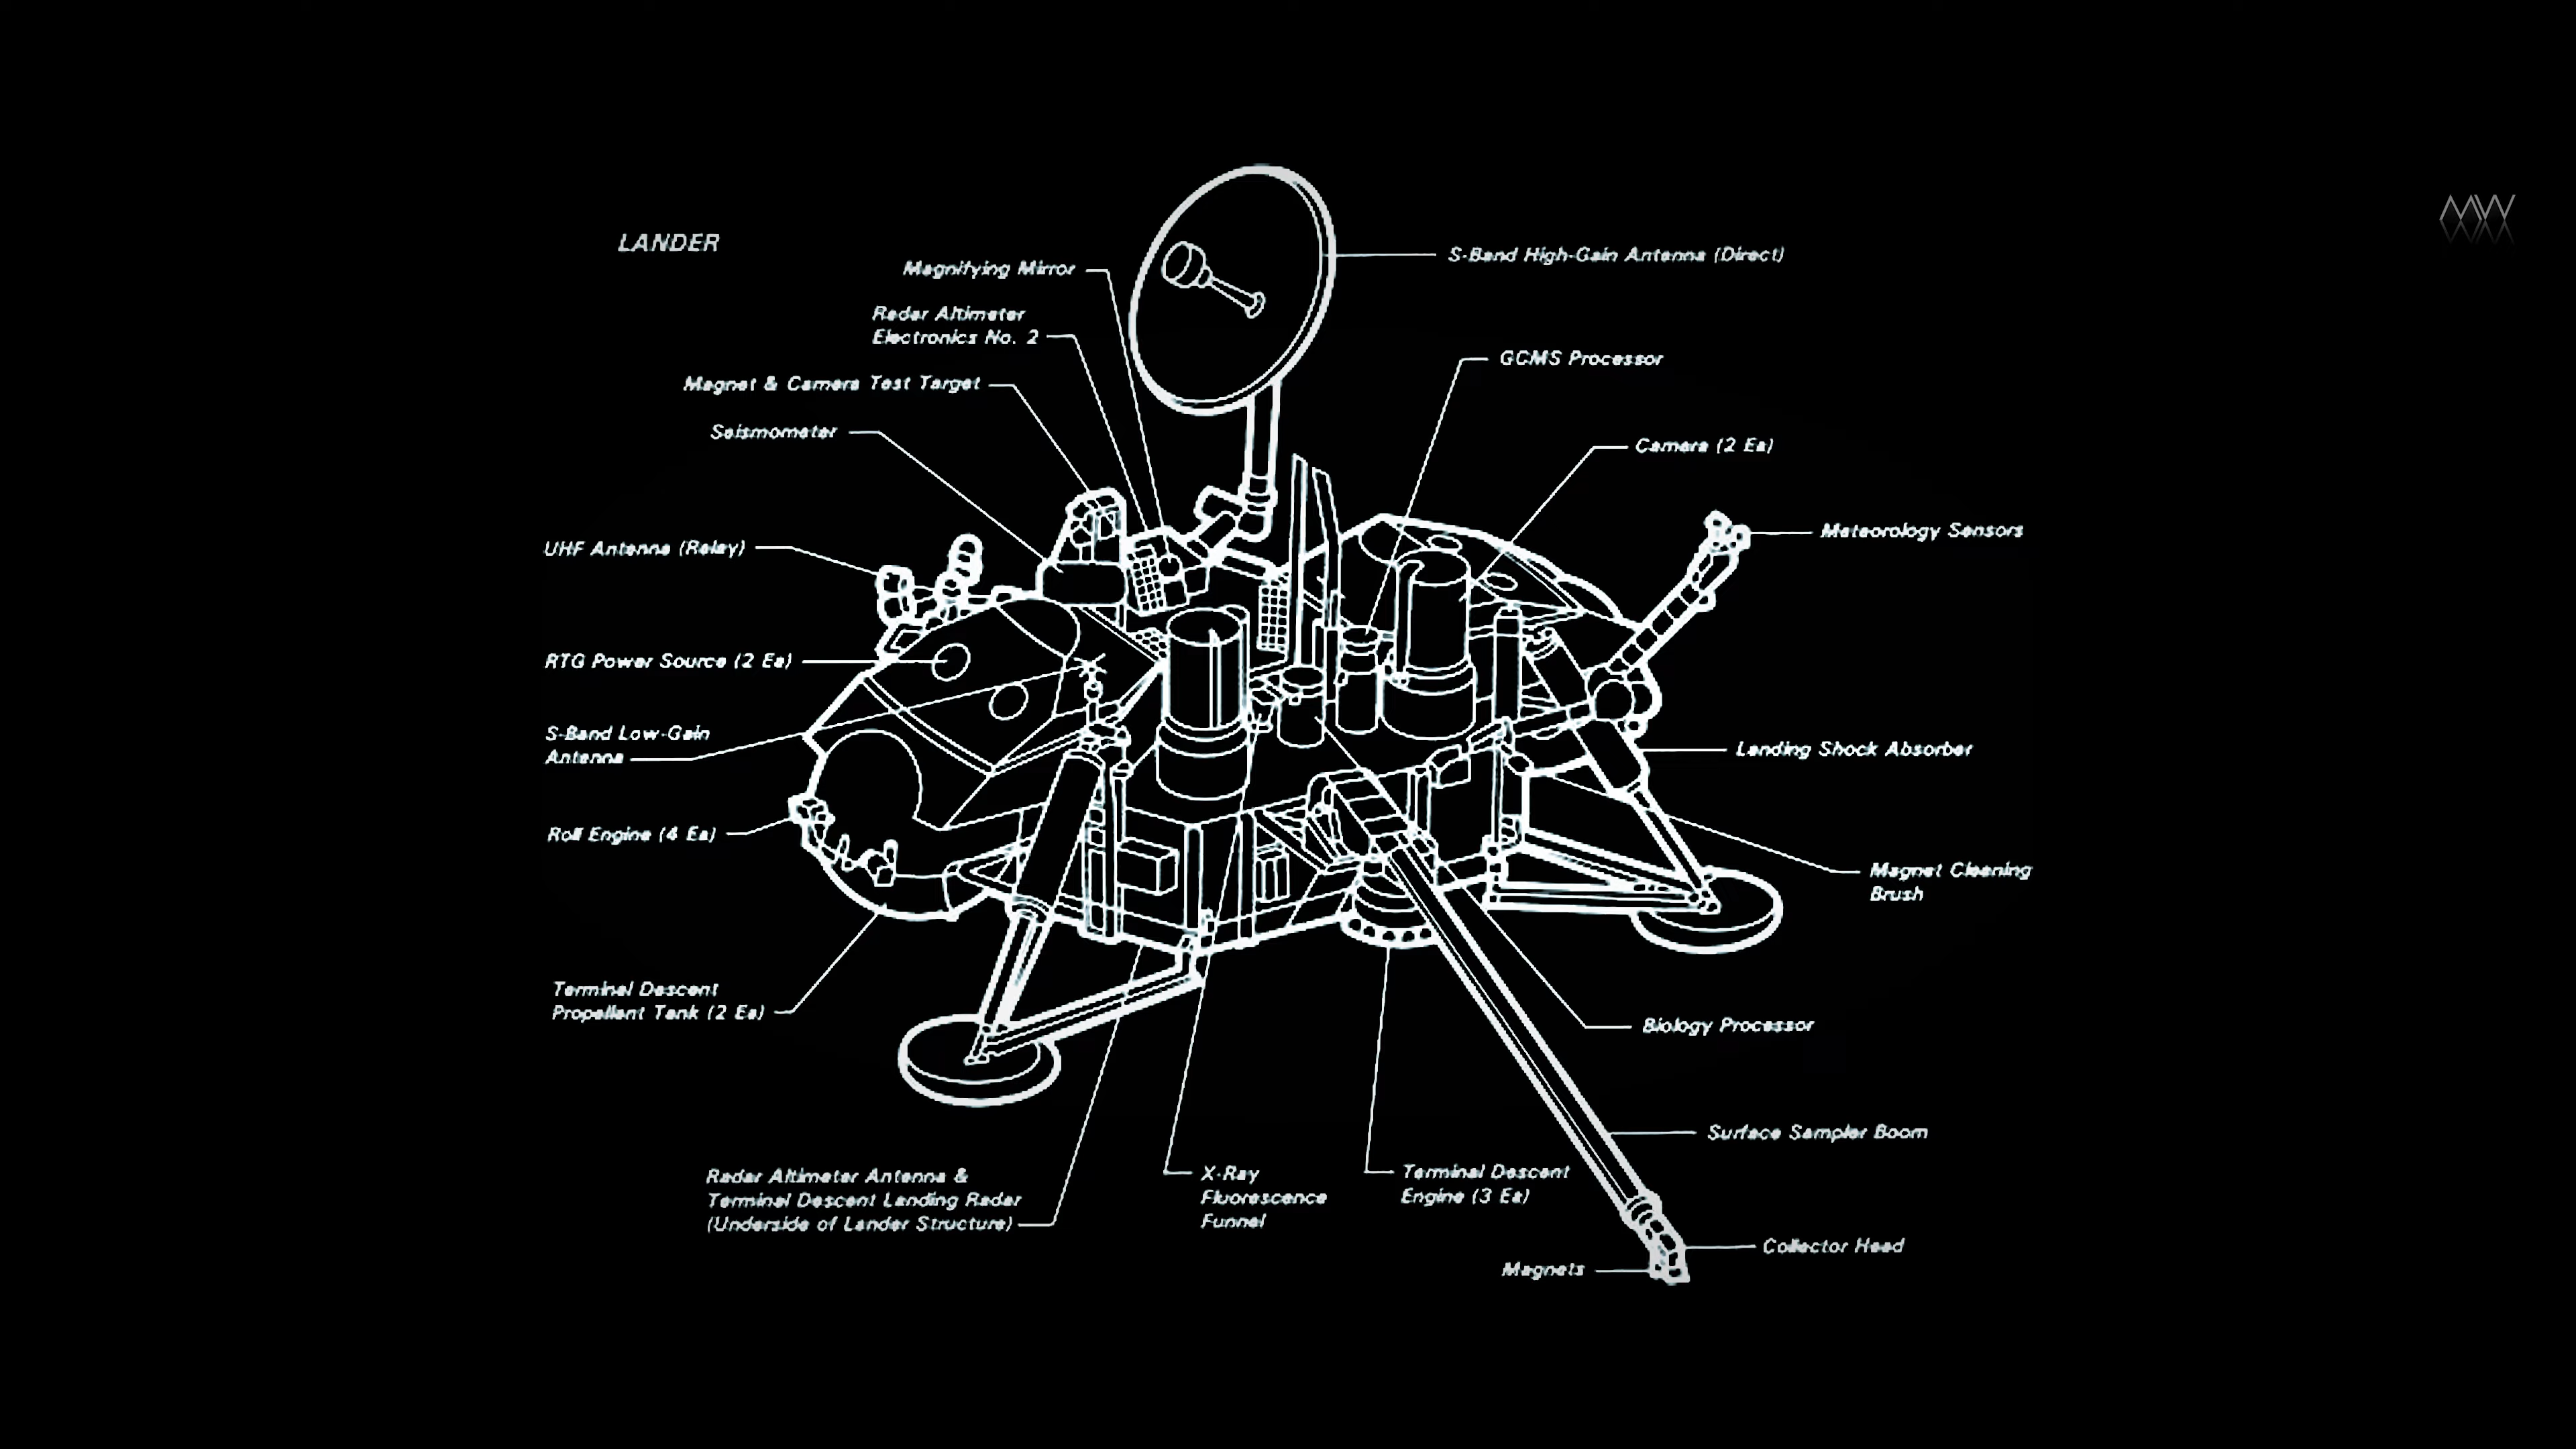 LANDER
Magnifying Mirror
Radar Altimeter
Electronics No. 2
Magnet & Camera Test Target
Seismometer
UHF Antenna (Relay)
RTG Power Source (2 Ea)
S-Band Low-Gain
Antenna
Roll Engine (4 Ea)
Terminal Descent
Propellant Tank (2 Ea)
Radar Altimeter Antenna &
Terminal Descent Landing Radar
(Underside of Lander Structure)
X-Ray
Fluorescence
Funnel
Terminal Descent
Engine (3 Ea)
Magnets
Collector Head
Surface Sampler Boom
Biology Processor
Magnet Cleaning
Brush
Landing Shock Absorber
Meteorology Sensors
Camera (2 Ea)
GCMS Processor
S-Band High-Gain Antenna (Direct)
MW